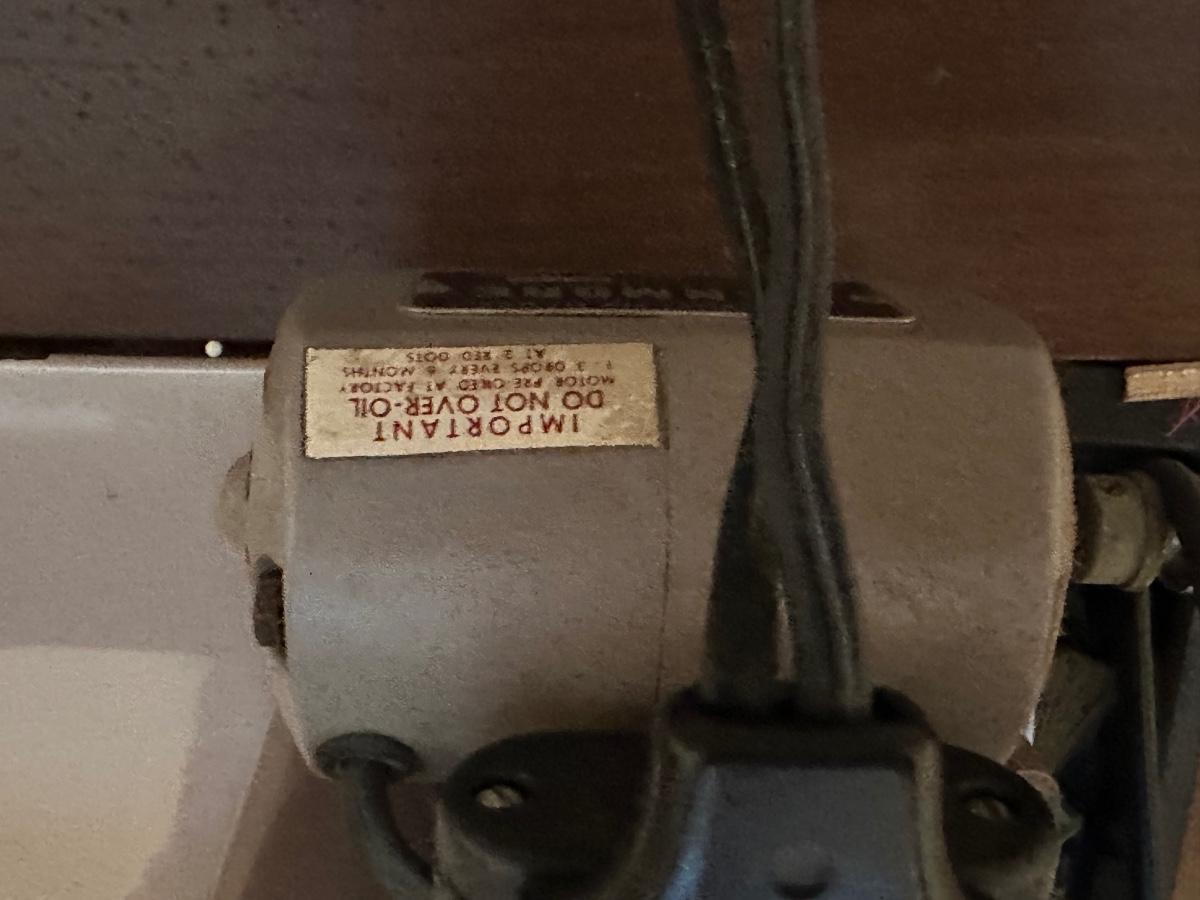 IMPORTANT
DO NOT OVER-OIL
MOTOR PRE-OILED AT FACTORY
3 DROPS EVERY 6 MONTHS
AT 2 RED DOTS